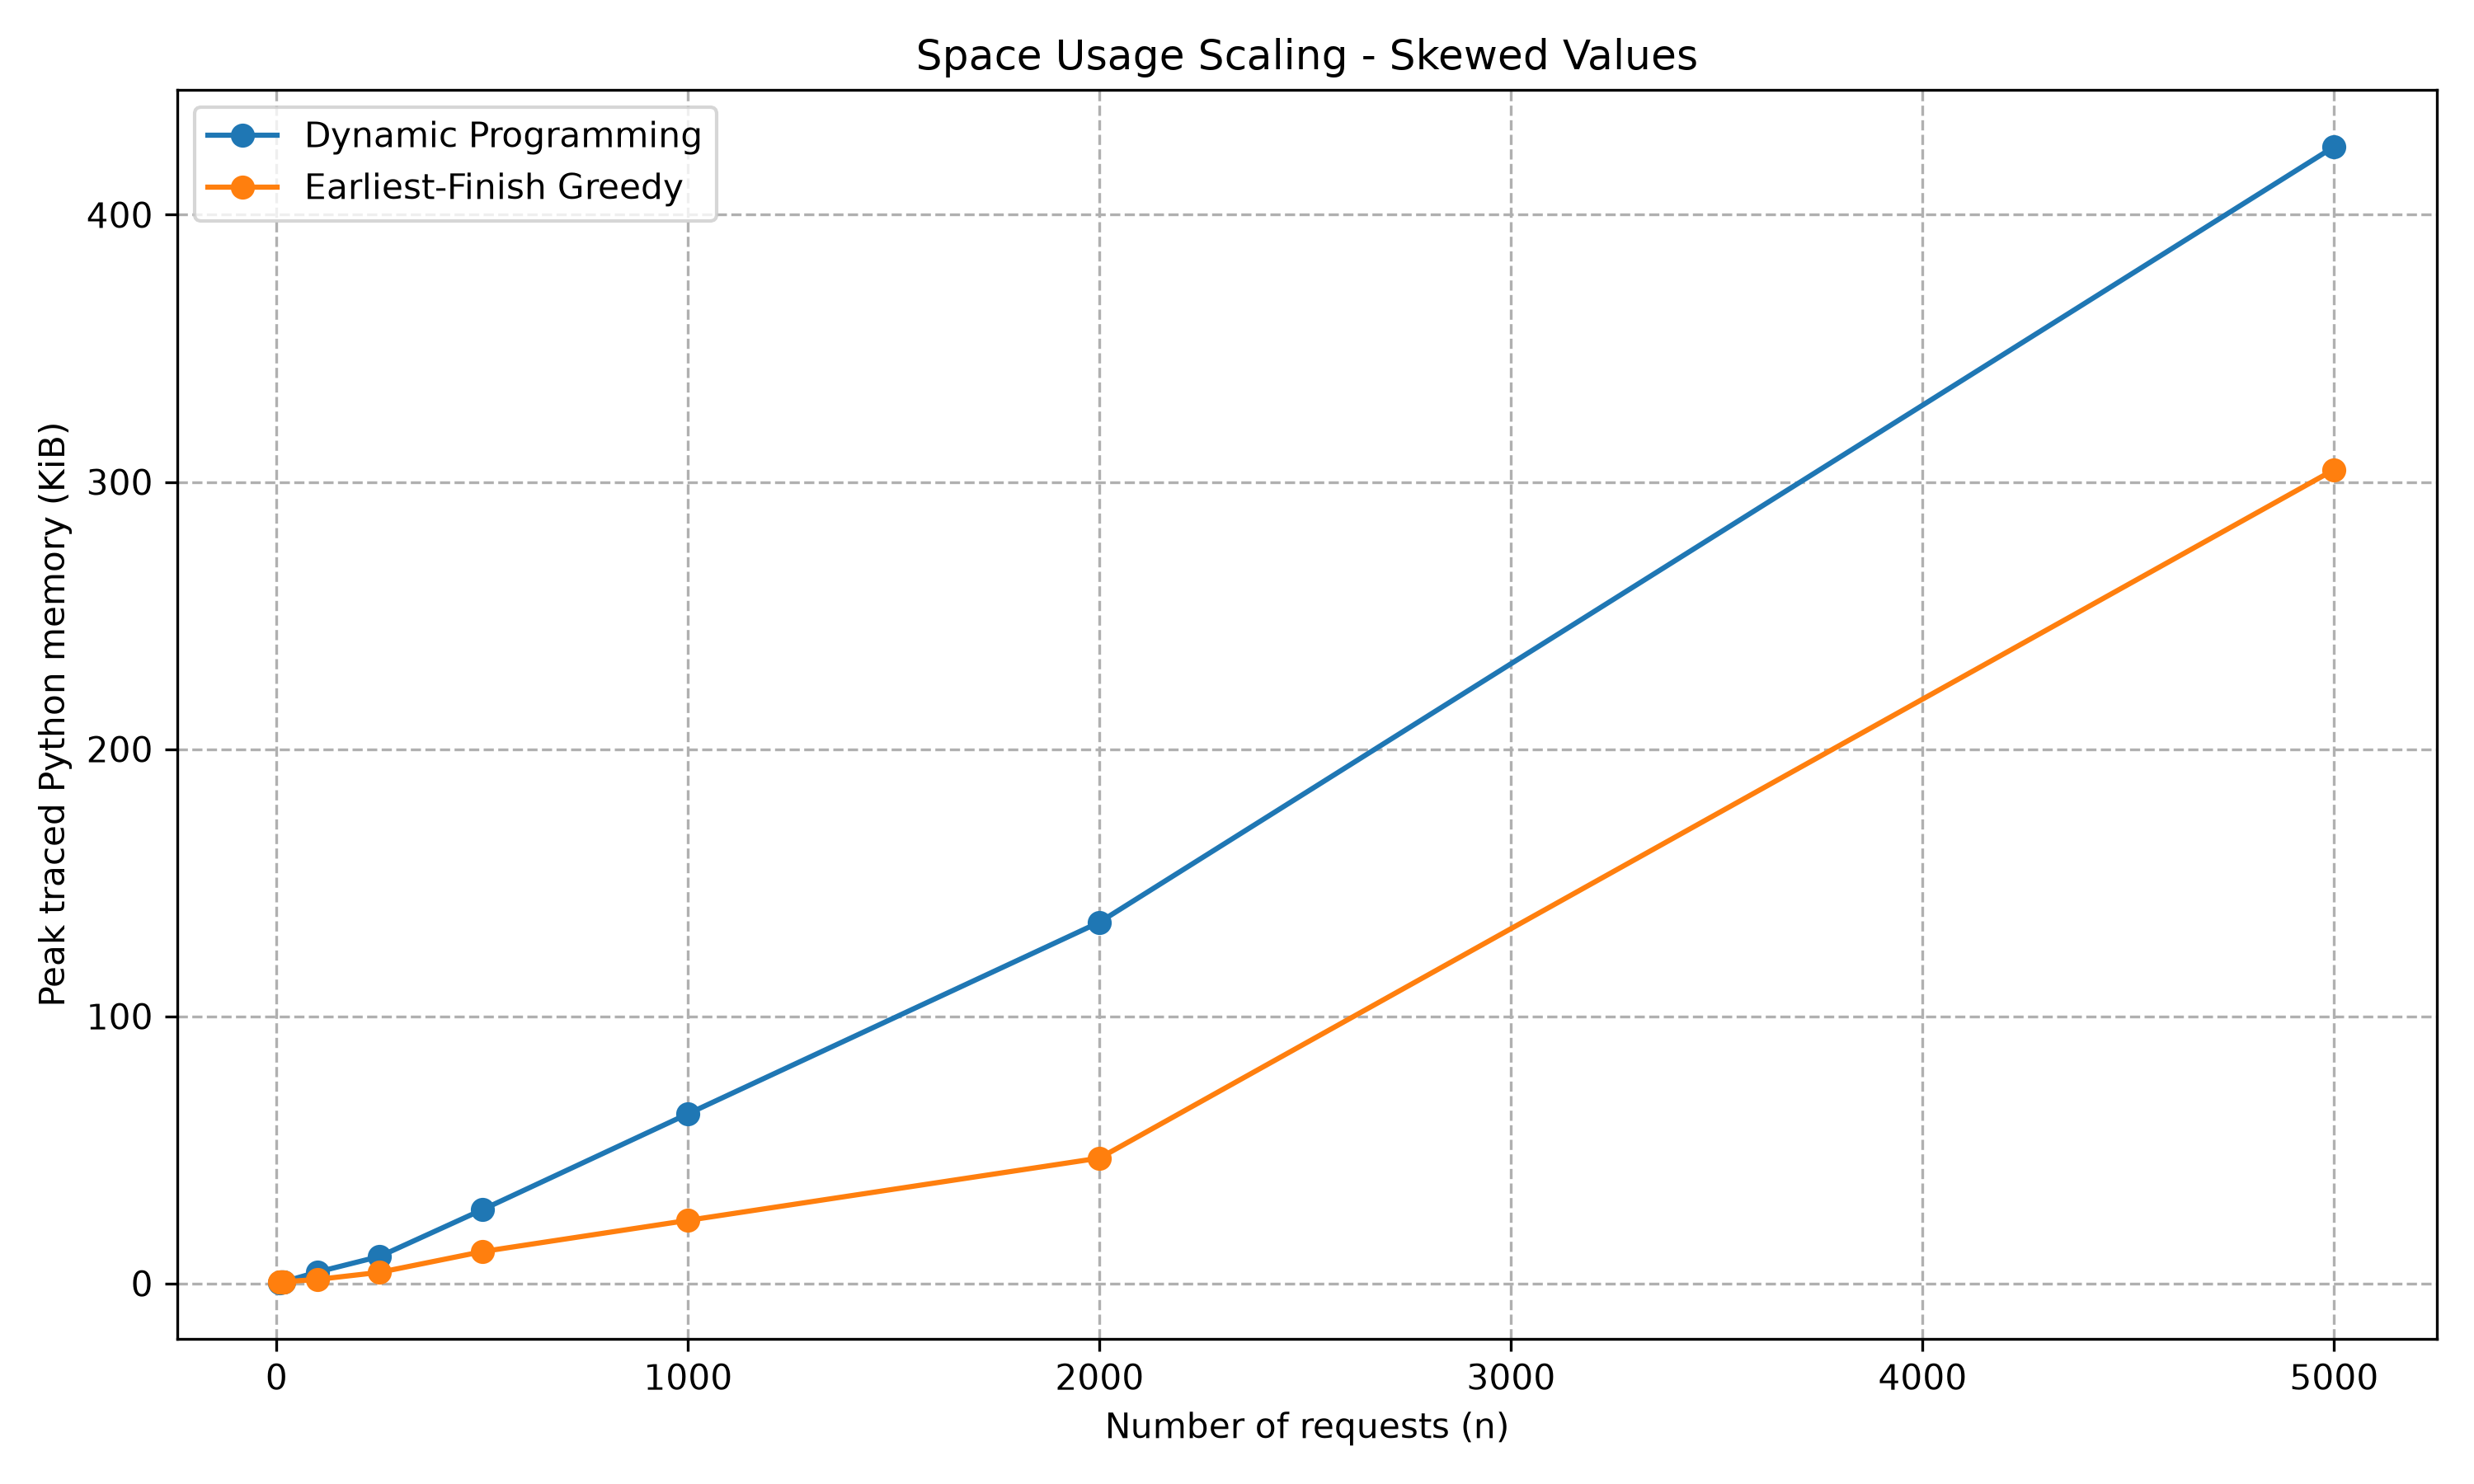 Space Usage Scaling - Skewed Values
Dynamic Programming
Earliest-Finish Greedy
Peak traced Python memory (KiB)
400
300
200
100
0
0 1000 2000 3000 4000 5000
Number of requests (n)